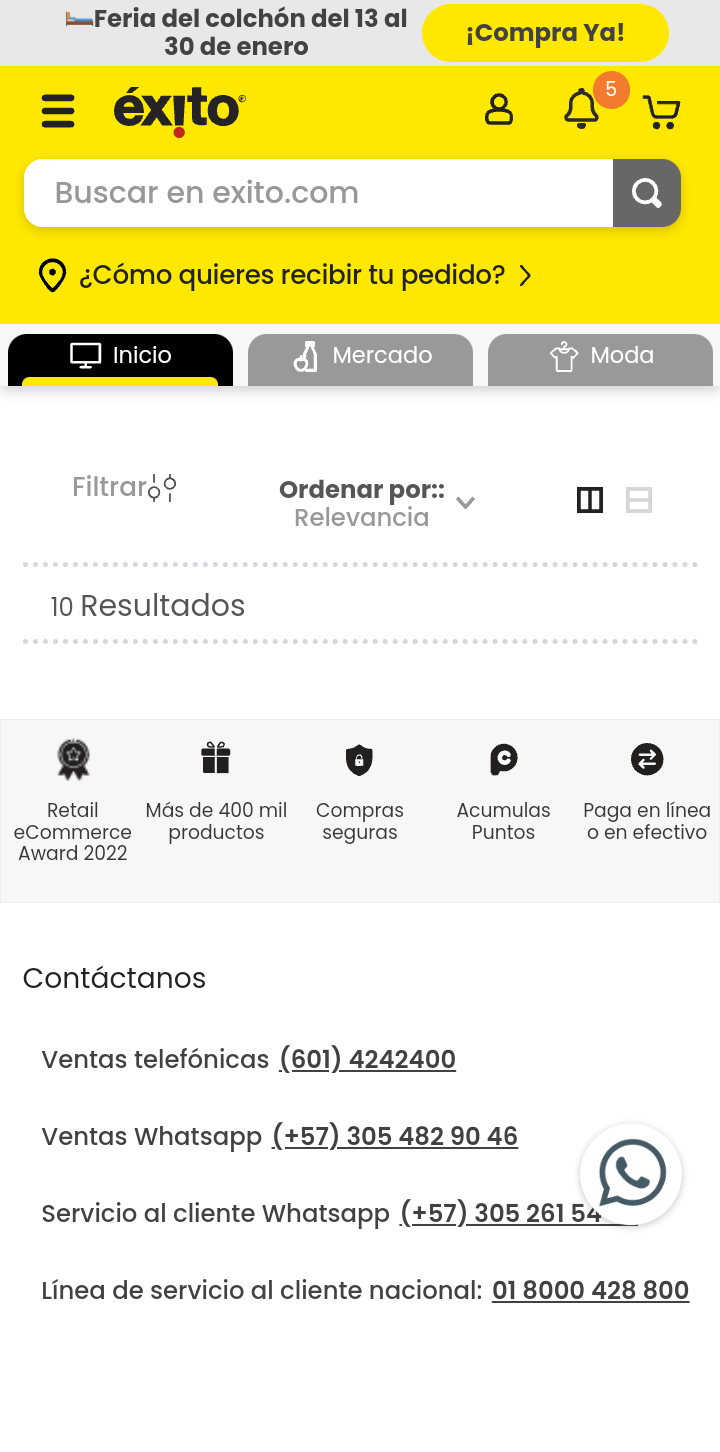 Feria del colchón del 13 al
30 de enero
¡Compra Ya!
éxito
5
Buscar en exito.com
¿Cómo quieres recibir tu pedido?
Inicio
Mercado
Moda
Filtrar
Ordenar por::
Relevancia
10 Resultados
Retail
eCommerce
Award 2022
Más de 400 mil
productos
Compras
seguras
Acumulas
Puntos
Paga en línea
o en efectivo
Contáctanos
Ventas telefónicas (601) 4242400
Ventas Whatsapp (+57) 305 482 90 46
Servicio al cliente Whatsapp (+57) 305 261 54
Línea de servicio al cliente nacional: 01 8000 428 800